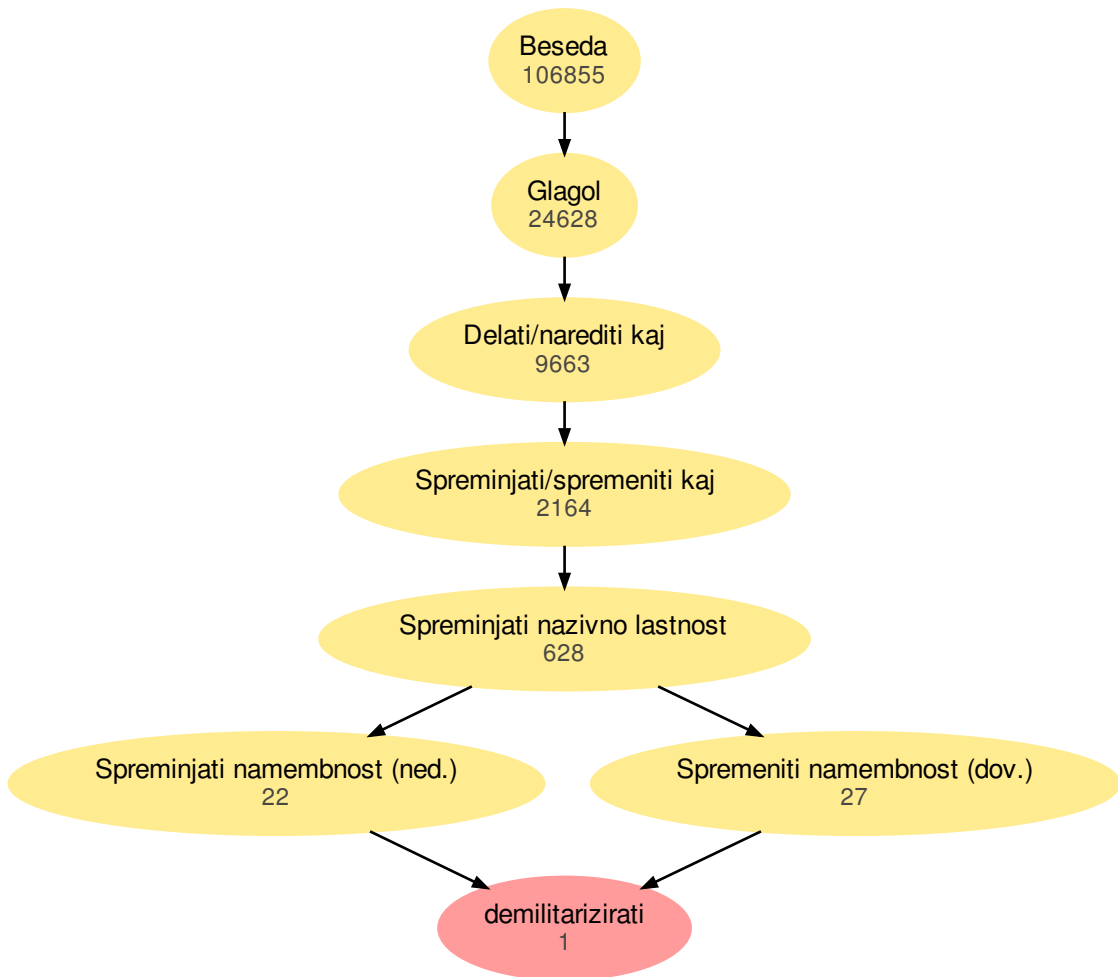 Beseda
106855
Glagol
24628
Delati/narediti kaj
9663
Spreminjati/spremeniti kaj
2164
Spreminjati nazivno lastnost
628
Spreminjati namembnost (ned.)
22
Spremeniti namembnost (dov.)
27
demilitarizirati
1